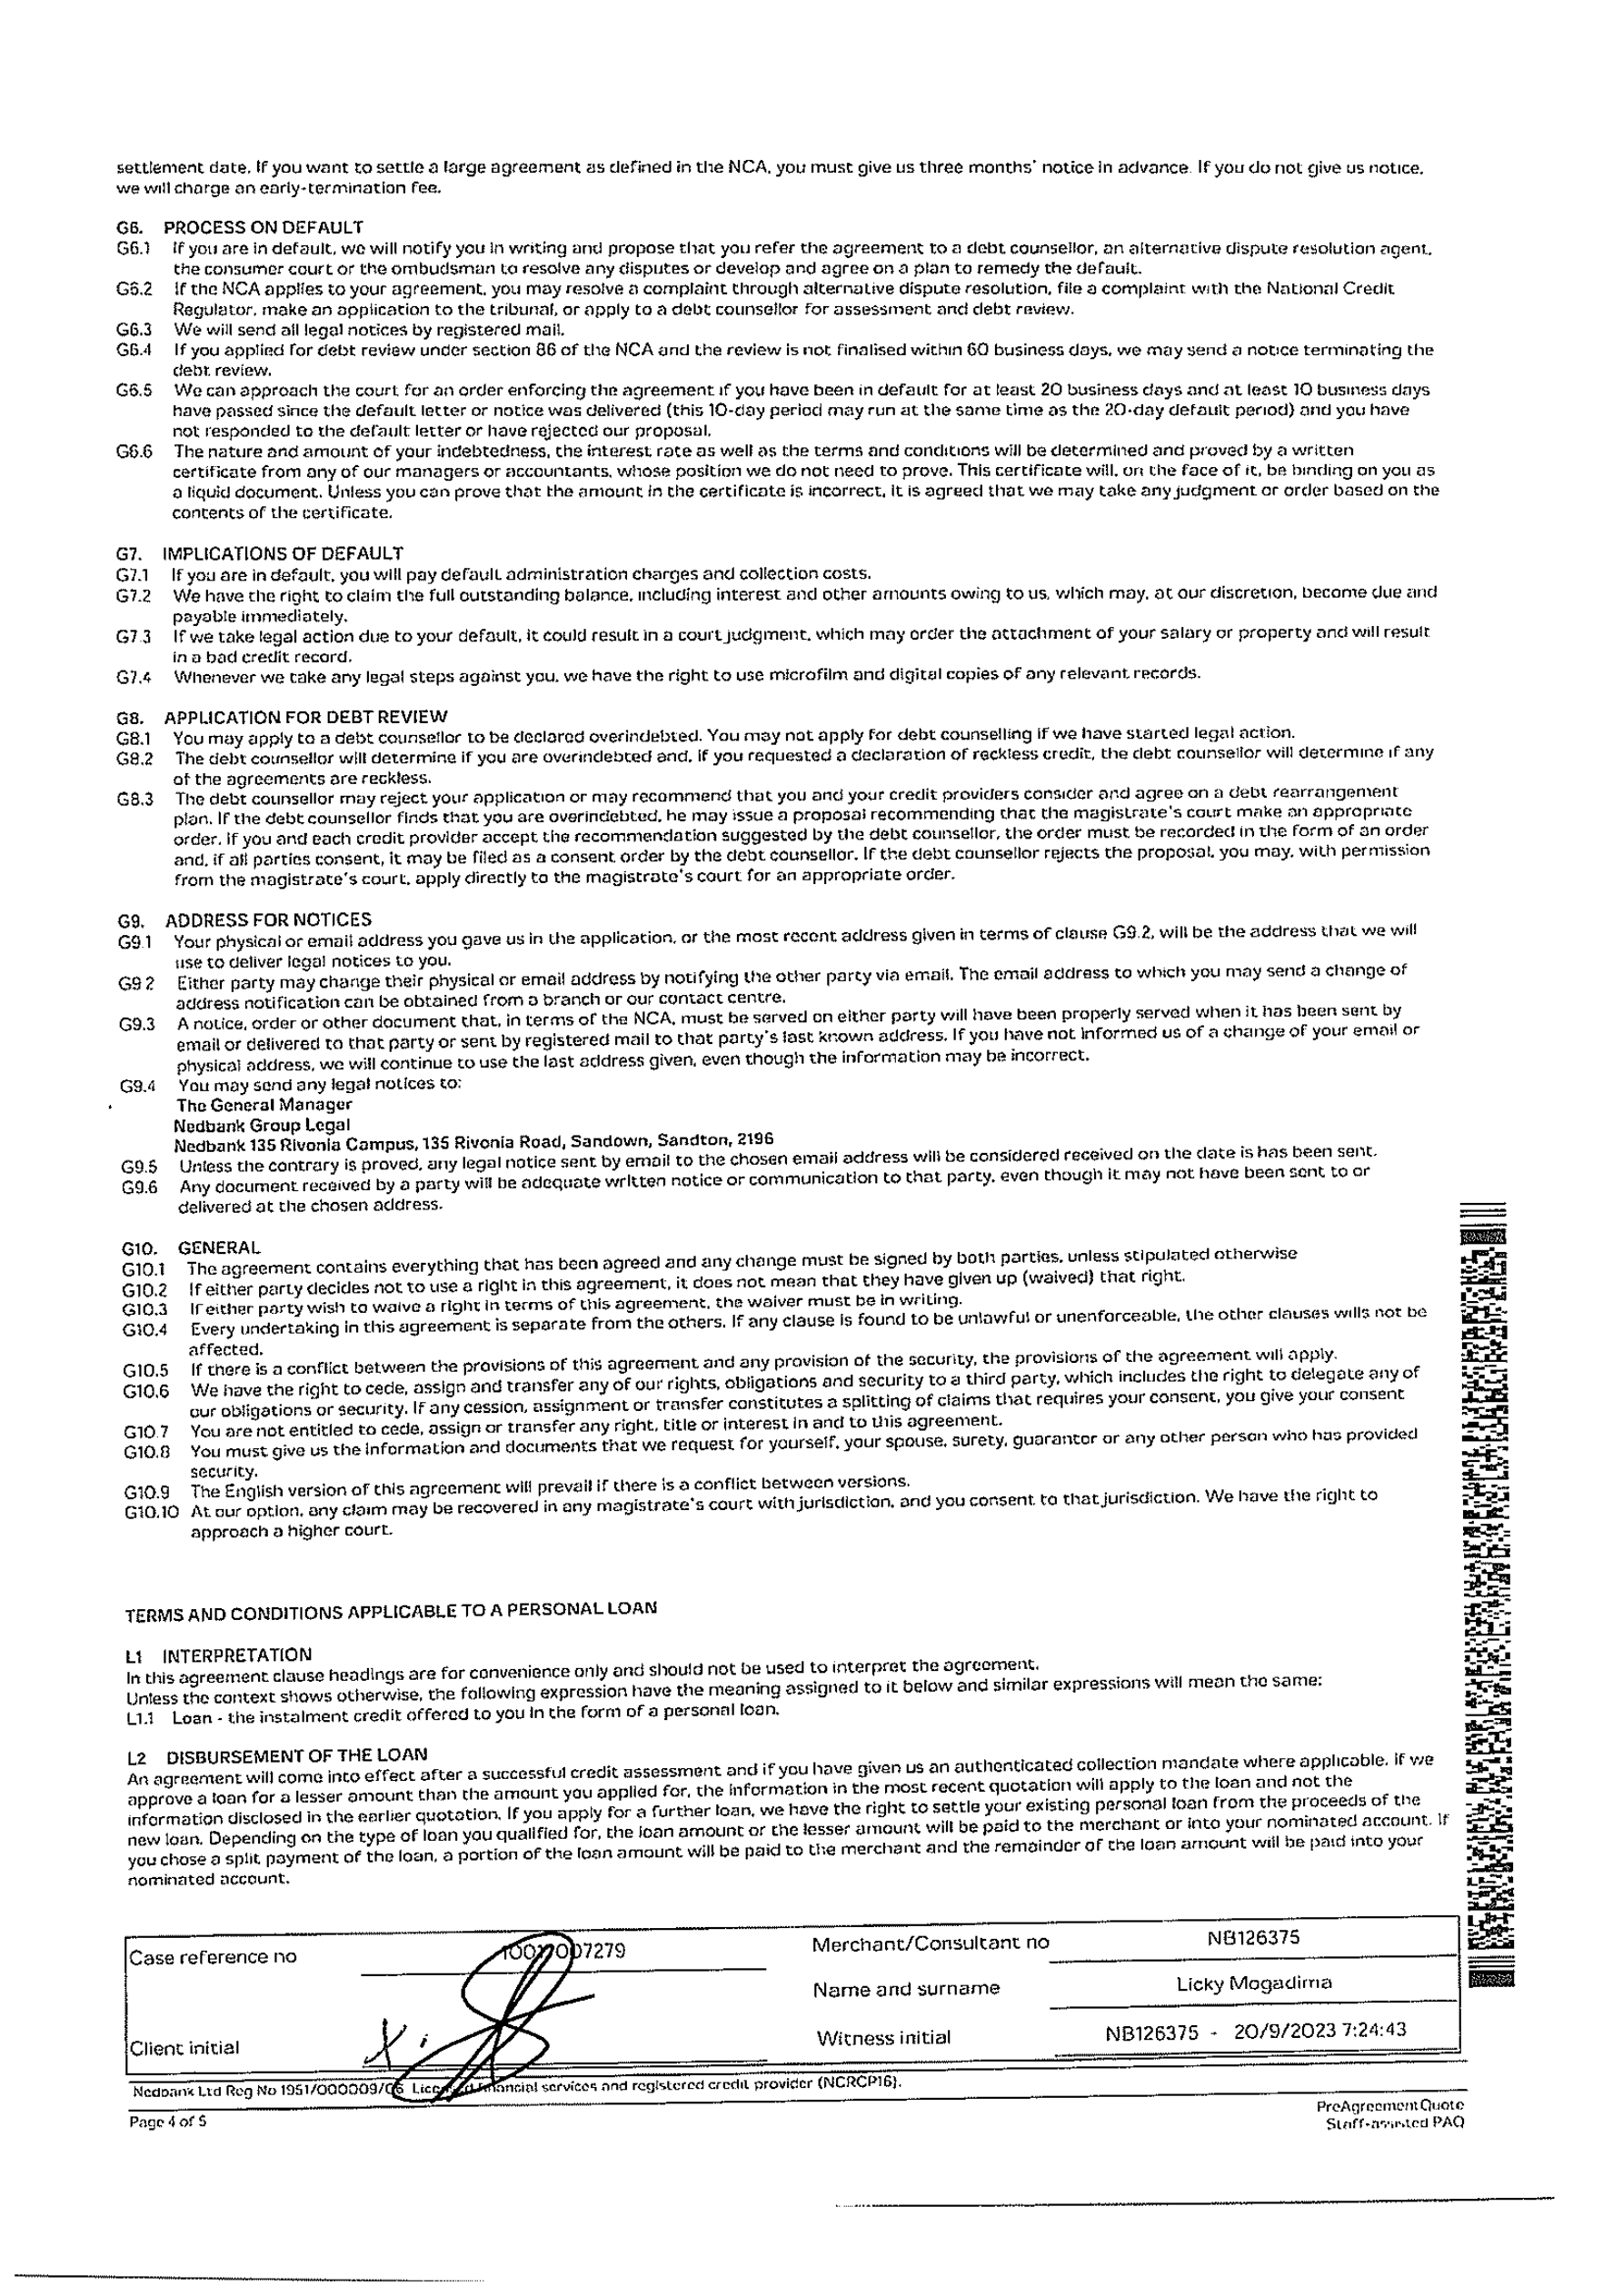 settlement date. If you want to settle a large agreement as defined in the NCA, you must give us three months' notice in advance. If you do not give us notice,
we will charge an early-termination fee.
G6. PROCESS ON DEFAULT
G6.1 If you are in default, we will notify you in writing and propose that you refer the agreement to a debt counsellor, an alternative dispute resolution agent,
the consumer court or the ombudsman to resolve any disputes or develop and agree on a plan to remedy the default.
G6.2 If the NCA applies to your agreement, you may resolve a complaint through alternative dispute resolution, file a complaint with the National Credit
Regulator, make an application to the tribunal, or apply to a debt counsellor for assessment and debt review.
G6.3 We will send all legal notices by registered mail.
G6.4 If you applied for debt review under section 86 of the NCA and the review is not finalised within 60 business days, we may send a notice terminating the
debt review.
G6.5 We can approach the court for an order enforcing the agreement if you have been in default for at least 20 business days and at least 10 business days
have passed since the default letter or notice was delivered (this 10-day period may run at the same time as the 20-day default period) and you have
not responded to the default letter or have rejected our proposal.
G6.6 The nature and amount of your indebtedness, the interest rate as well as the terms and conditions will be determined and proved by a written
certificate from any of our managers or accountants, whose position we do not need to prove. This certificate will, on the face of it, be binding on you as
a liquid document. Unless you can prove that the amount in the certificate is incorrect, it is agreed that we may take any judgment or order based on the
contents of the certificate.
G7. IMPLICATIONS OF DEFAULT
G7.1 If you are in default, you will pay default administration charges and collection costs.
G7.2 We have the right to claim the full outstanding balance, including interest and other amounts owing to us, which may, at our discretion, become due and
payable immediately.
G7.3 If we take legal action due to your default, it could result in a court judgment, which may order the attachment of your salary or property and will result
in a bad credit record.
G7.4 Whenever we take any legal steps against you, we have the right to use microfilm and digital copies of any relevant records.
G8. APPLICATION FOR DEBT REVIEW
G8.1 You may apply to a debt counsellor to be declared overindebted. You may not apply for debt counselling if we have started legal action.
G8.2 The debt counsellor will determine if you are overindebted and, if you requested a declaration of reckless credit, the debt counsellor will determine if any
of the agreements are reckless.
G8.3 The debt counsellor may reject your application or may recommend that you and your credit providers consider and agree on a debt rearrangement
plan. If the debt counsellor finds that you are overindebted, he may issue a proposal recommending that the magistrate's court make an appropriate
order. If you and each credit provider accept the recommendation suggested by the debt counsellor, the order must be recorded in the form of an order
and, if all parties consent, it may be filed as a consent order by the debt counsellor. If the debt counsellor rejects the proposal, you may, with permission
from the magistrate's court, apply directly to the magistrate's court for an appropriate order.
G9. ADDRESS FOR NOTICES
G9.1 Your physical or email address you gave us in the application, or the most recent address given in terms of clause G9.2, will be the address that we will
use to deliver legal notices to you.
G9.2 Either party may change their physical or email address by notifying the other party via email. The email address to which you may send a change of
address notification can be obtained from a branch or our contact centre.
G9.3 A notice, order or other document that, in terms of the NCA, must be served on either party will have been properly served when it has been sent by
email or delivered to that party or sent by registered mail to that party's last known address. If you have not informed us of a change of your email or
physical address, we will continue to use the last address given, even though the information may be incorrect.
G9.4 You may send any legal notices to:
The General Manager
Nedbank Group Legal
Nedbank 135 Rivonia Campus, 135 Rivonia Road, Sandown, Sandton, 2196
G9.5 Unless the contrary is proved, any legal notice sent by email to the chosen email address will be considered received on the date is has been sent.
G9.6 Any document received by a party will be adequate written notice or communication to that party, even though it may not have been sent to or
delivered at the chosen address.
G10. GENERAL
G10.1 The agreement contains everything that has been agreed and any change must be signed by both parties, unless stipulated otherwise
G10.2 If either party decides not to use a right in this agreement, it does not mean that they have given up (waived) that right.
G10.3 If either party wish to waive a right in terms of this agreement, the waiver must be in writing.
G10.4 Every undertaking in this agreement is separate from the others. If any clause is found to be unlawful or unenforceable, the other clauses wills not be
affected.
G10.5 If there is a conflict between the provisions of this agreement and any provision of the security, the provisions of the agreement will apply.
G10.6 We have the right to cede, assign and transfer any of our rights, obligations and security to a third party, which includes the right to delegate any of
our obligations or security. If any cession, assignment or transfer constitutes a splitting of claims that requires your consent, you give your consent
G10.7 You are not entitled to cede, assign or transfer any right, title or interest in and to this agreement.
G10.8 You must give us the information and documents that we request for yourself, your spouse, surety, guarantor or any other person who has provided
security.
G10.9 The English version of this agreement will prevail if there is a conflict between versions.
G10.10 At our option, any claim may be recovered in any magistrate's court with jurisdiction, and you consent to that jurisdiction. We have the right to
approach a higher court.
TERMS AND CONDITIONS APPLICABLE TO A PERSONAL LOAN
L1 INTERPRETATION
In this agreement clause headings are for convenience only and should not be used to interpret the agreement.
Unless the context shows otherwise, the following expression have the meaning assigned to it below and similar expressions will mean the same:
L1.1 Loan - the instalment credit offered to you in the form of a personal loan.
L2 DISBURSEMENT OF THE LOAN
An agreement will come into effect after a successful credit assessment and if you have given us an authenticated collection mandate where applicable. If we
approve a loan for a lesser amount than the amount you applied for, the information in the most recent quotation will apply to the loan and not the
information disclosed in the earlier quotation. If you apply for a further loan, we have the right to settle your existing personal loan from the proceeds of the
new loan. Depending on the type of loan you qualified for, the loan amount or the lesser amount will be paid to the merchant or into your nominated account. If
you chose a split payment of the loan, a portion of the loan amount will be paid to the merchant and the remainder of the loan amount will be paid into your
nominated account.
Case reference no Merchant/Consultant no NB126375
Name and surname Licky Mogadima
Client initial Witness initial NB126375 - 20/9/2023 7:24:43
Nedbank Ltd Reg No 1951/000009/06 Licensed financial services and registered credit provider (NCRCP16).
Page 4 of 5
PreAgreementQuote
Staff-assisted PAQ